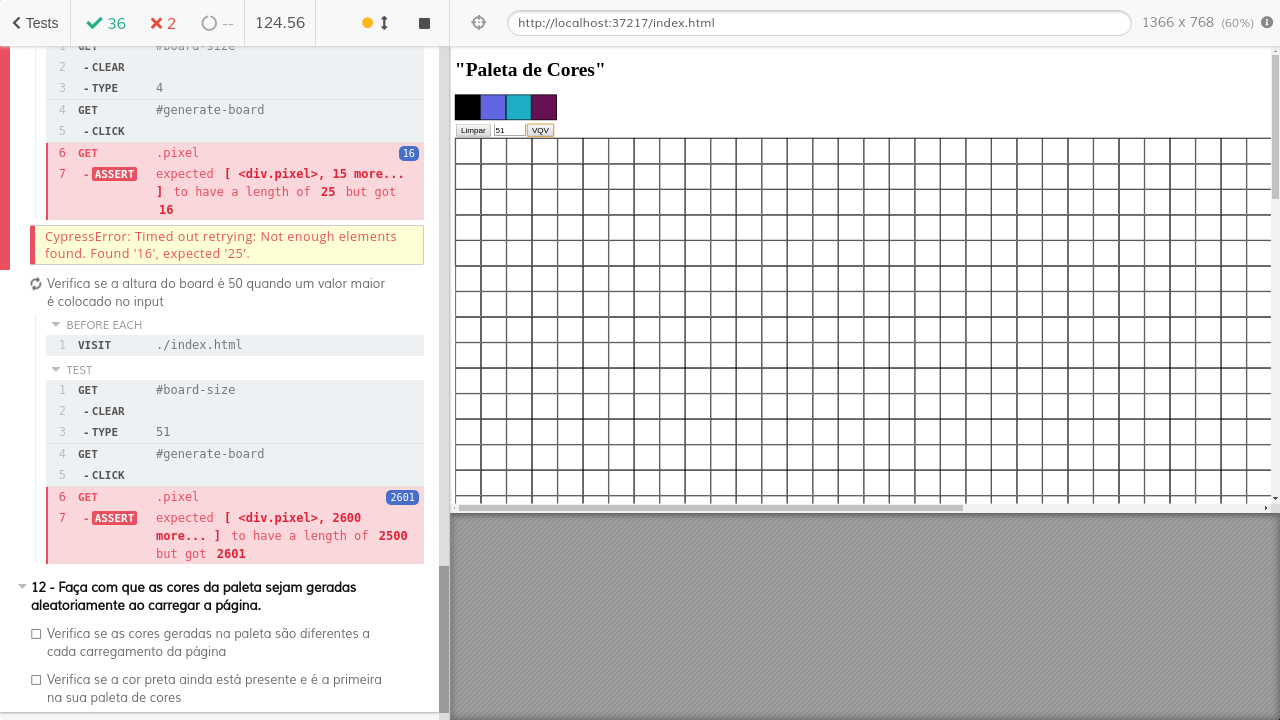 Tests
36
2
--
124.56
http://localhost:37217/index.html
1366 x 768 (60%)
1 GET #board-size
2 - CLEAR
3 - TYPE 4
4 GET #generate-board
5 - CLICK
6 GET .pixel 16
7 - ASSERT expected [ <div.pixel>, 15 more...
] to have a length of 25 but got
16
CypressError: Timed out retrying: Not enough elements
found. Found '16', expected '25'.
Verifica se a altura do board é 50 quando um valor maior
é colocado no input
BEFORE EACH
1 VISIT ./index.html
TEST
1 GET #board-size
2 - CLEAR
3 - TYPE 51
4 GET #generate-board
5 - CLICK
6 GET .pixel 2601
7 - ASSERT expected [ <div.pixel>, 2600
more... ] to have a length of 2500
but got 2601
12 - Faça com que as cores da paleta sejam geradas
aleatoriamente ao carregar a página.
Verifica se as cores geradas na paleta são diferentes a
cada carregamento da página
Verifica se a cor preta ainda está presente e é a primeira
na sua paleta de cores
"Paleta de Cores"
Limpar 51 VQV